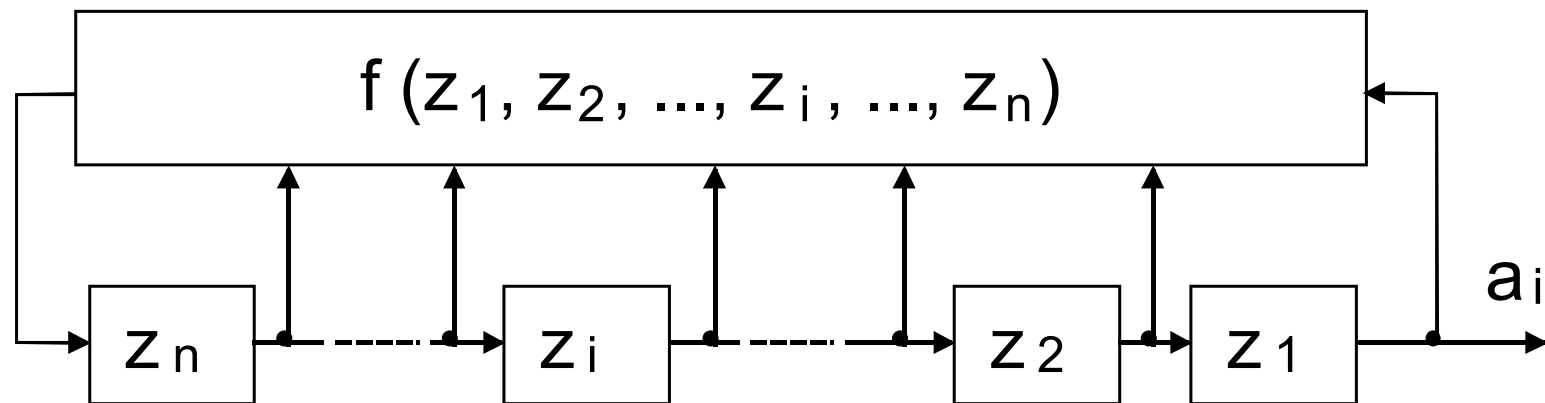 f (z1, z2, ..., zi, ..., zn)
ai
zn zi z2 z1